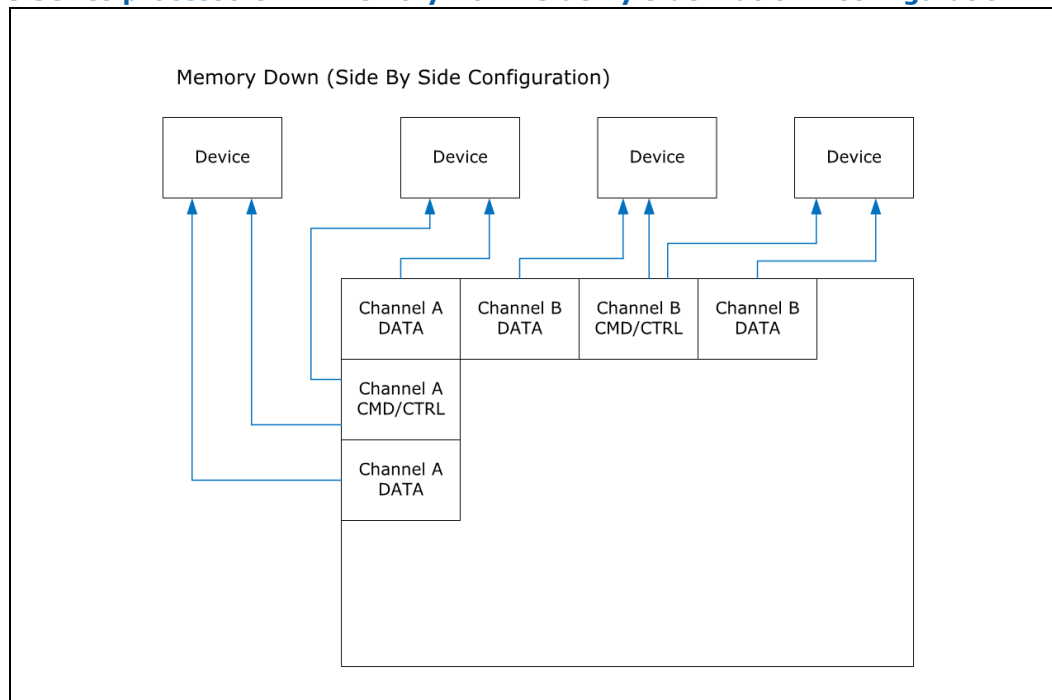 Memory Down (Side By Side Configuration)
Device
Device
Device
Device
Channel A
DATA
Channel B
DATA
Channel B
CMD/CTRL
Channel B
DATA
Channel A
CMD/CTRL
Channel A
DATA